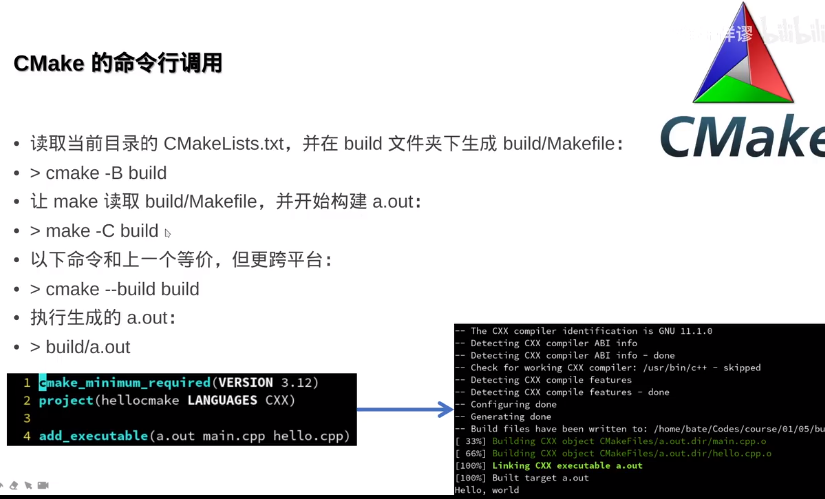 CMake 的命令行调用
CMake
• 读取当前目录的 CMakeLists.txt，并在 build 文件夹下生成 build/Makefile：
• > cmake -B build
• 让 make 读取 build/Makefile，并开始构建 a.out：
• > make -C build
• 以下命令和上一个等价，但更跨平台：
• > cmake --build build
• 执行生成的 a.out：
• > build/a.out
1 cmake_minimum_required(VERSION 3.12)
2 project(hellocmake LANGUAGES CXX)
3
4 add_executable(a.out main.cpp hello.cpp)
-- The CXX compiler identification is GNU 11.1.0
-- Detecting CXX compiler ABI info
-- Detecting CXX compiler ABI info - done
-- Check for working CXX compiler: /usr/bin/c++ - skipped
-- Detecting CXX compile features
-- Detecting CXX compile features - done
-- Configuring done
-- Generating done
-- Build files have been written to: /home/bate/Codes/course/01/05/bu
[ 33%] Building CXX object CMakeFiles/a.out.dir/main.cpp.o
[ 66%] Building CXX object CMakeFiles/a.out.dir/hello.cpp.o
[100%] Linking CXX executable a.out
[100%] Built target a.out
Hello, world